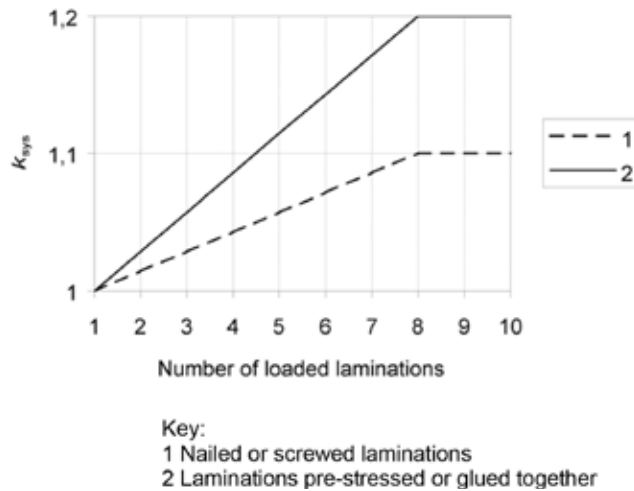 1,2
1,1
1
k_sys
1 2 3 4 5 6 7 8 9 10
Number of loaded laminations
1
2
Key:
1 Nailed or screwed laminations
2 Laminations pre-stressed or glued together